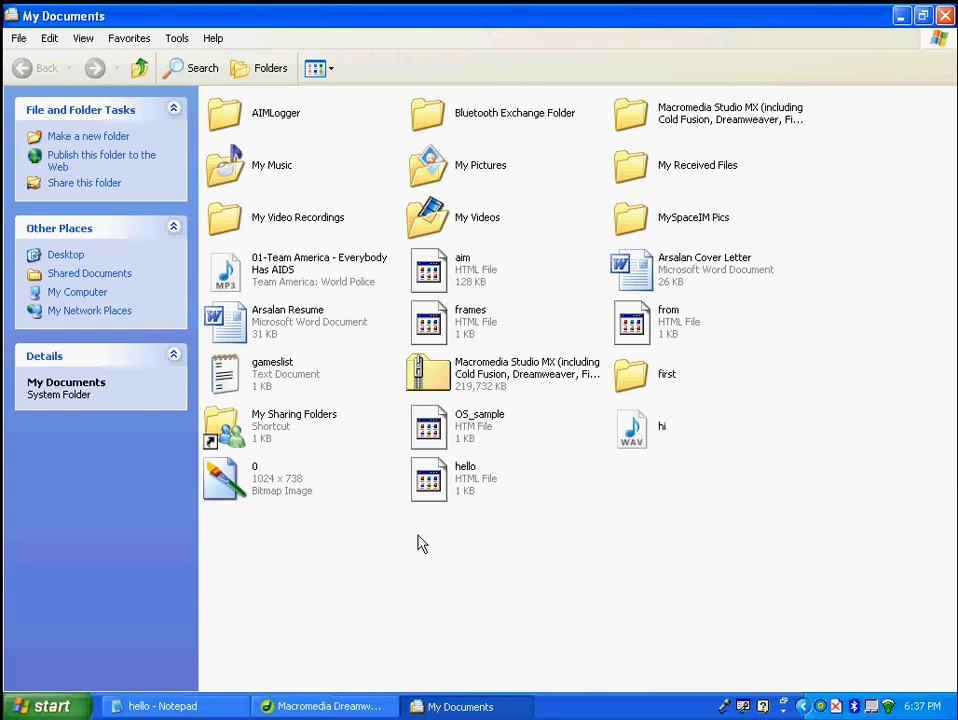 My Documents
File Edit View Favorites Tools Help
Back Search Folders
File and Folder Tasks
Make a new folder
Publish this folder to the
Web
Share this folder
Other Places
Desktop
Shared Documents
My Computer
My Network Places
Details
My Documents
System Folder
AIMLogger
Bluetooth Exchange Folder
Macromedia Studio MX (including
Cold Fusion, Dreamweaver, Fi...
My Music
My Pictures
My Received Files
My Video Recordings
My Videos
MySpaceIM Pics
MP3
01-Team America - Everybody
Has AIDS
Team America: World Police
aim
HTML File
128 KB
Arsalan Cover Letter
Microsoft Word Document
26 KB
Arsalan Resume
Microsoft Word Document
31 KB
frames
HTML File
1 KB
from
HTML File
1 KB
gameslist
Text Document
1 KB
Macromedia Studio MX (including
Cold Fusion, Dreamweaver, Fi...
219,732 KB
first
My Sharing Folders
Shortcut
1 KB
OS_sample
HTM File
1 KB
WAV
hi
0
1024 x 738
Bitmap Image
hello
HTML File
1 KB
start hello - Notepad Macromedia Dreamw... My Documents 6:37 PM